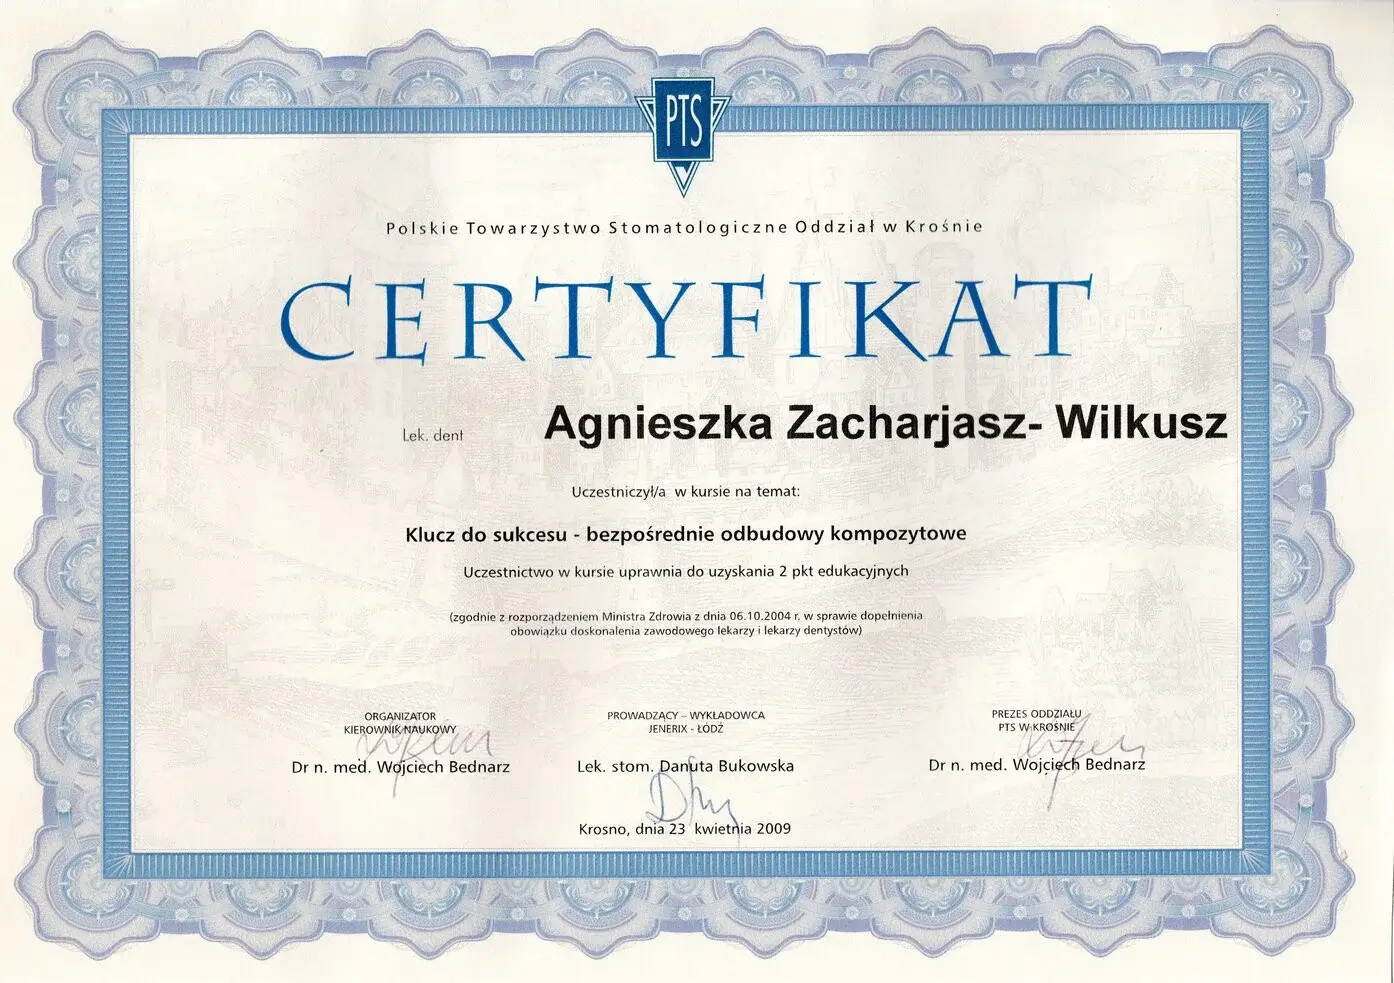 PTS
Polskie Towarzystwo Stomatologiczne Oddział w Krośnie
CERTYFIKAT
Lek. dent Agnieszka Zacharjasz- Wilkusz
Uczestniczył/a w kursie na temat:
Klucz do sukcesu - bezpośrednie odbudowy kompozytowe
Uczestnictwo w kursie uprawnia do uzyskania 2 pkt edukacyjnych
(zgodnie z rozporządzeniem Ministra Zdrowia z dnia 06.10.2004 r. w sprawie dopełnienia
obowiązku doskonalenia zawodowego lekarzy i lekarzy dentystów)
ORGANIZATOR
KIEROWNIK NAUKOWY
Dr n. med. Wojciech Bednarz
PROWADZĄCY – WYKŁADOWCA
JENERIX - ŁÓDŹ
Lek. stom. Danuta Bukowska
PREZES ODDZIAŁU
PTS W KROŚNIE
Dr n. med. Wojciech Bednarz
Krosno, dnia 23 kwietnia 2009